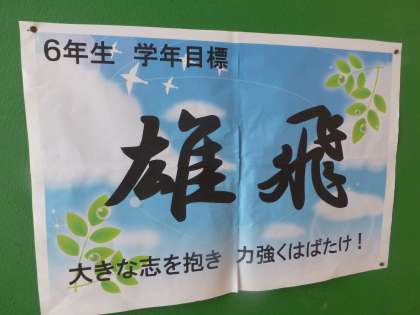 6年生 学年目標
雄飛
大きな志を抱き 力強くはばたけ!